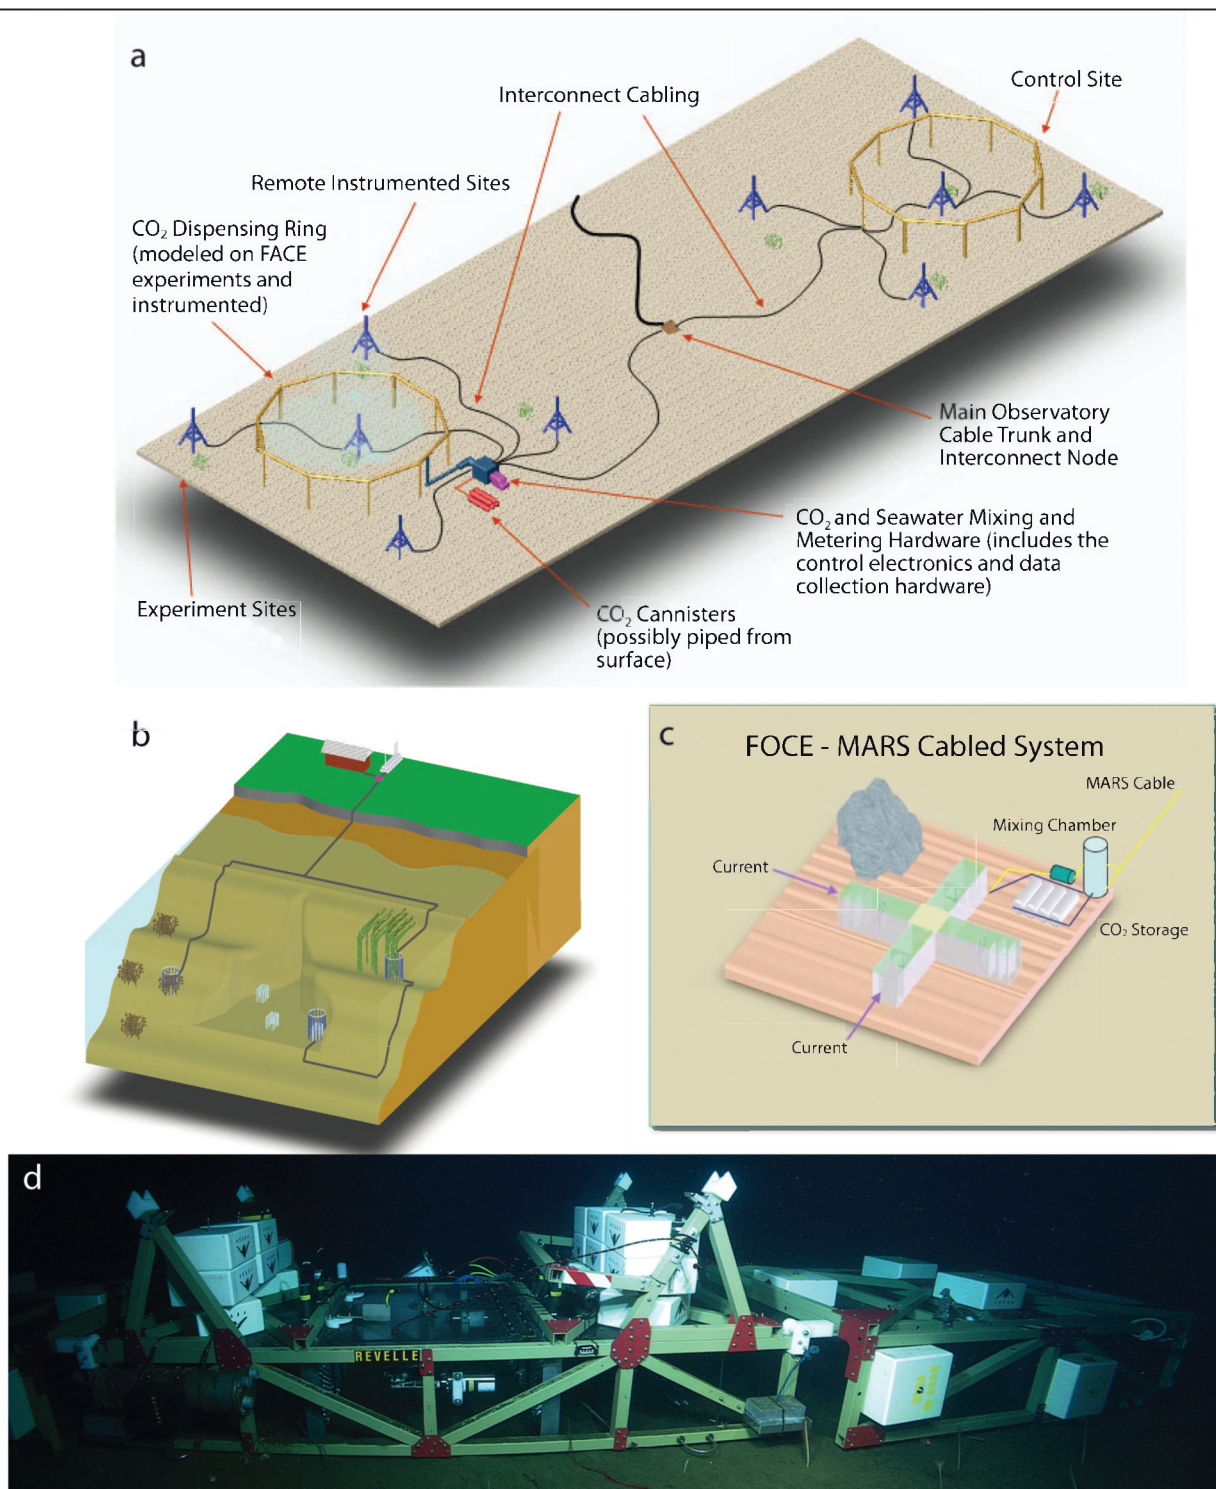 a
Interconnect Cabling
Control Site
Remote Instrumented Sites
CO₂ Dispensing Ring
(modeled on FACE
experiments and
instrumented)
Main Observatory
Cable Trunk and
Interconnect Node
CO₂ and Seawater Mixing and
Metering Hardware (includes the
control electronics and data
collection hardware)
Experiment Sites
CO₂ Cannisters
(possibly piped from
surface)
b
c
FOCE - MARS Cabled System
MARS Cable
Mixing Chamber
Current
CO₂ Storage
Current
d
REVELLE